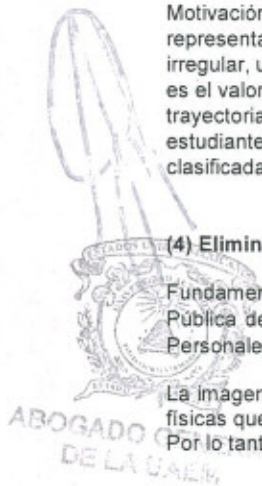 Motivación
representa
irregular, u
es el valor
trayectoria
estudiante
clasificada
(4) Elimin
Fundamen
Pública de
Personale
La imagen
físicas que
Por lo tant
ABOGADO
DE LA UAEM